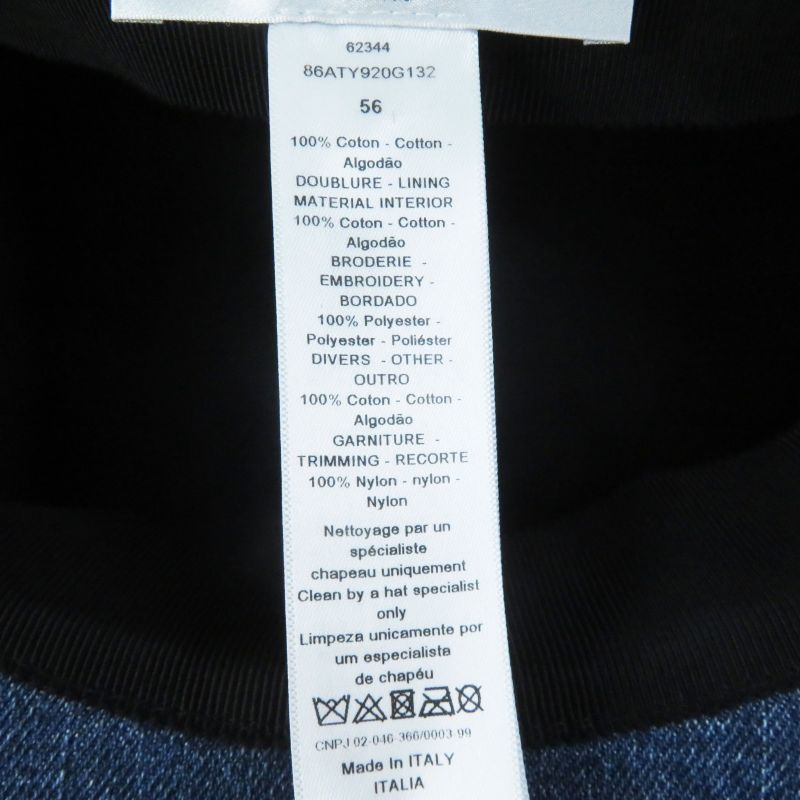 62344
86ATY920G132
56
100% Coton - Cotton -
Algodão
DOUBLURE - LINING
MATERIAL INTERIOR
100% Coton - Cotton -
Algodão
BRODERIE -
EMBROIDERY -
BORDADO
100% Polyester -
Polyester - Poliéster
DIVERS - OTHER -
OUTRO
100% Coton - Cotton -
Algodão
GARNITURE -
TRIMMING - RECORTE
100% Nylon - nylon -
Nylon
Nettoyage par un
spécialiste
chapeau uniquement
Clean by a hat specialist
only
Limpeza unicamente por
um especialista
de chapéu
CNPJ 02-046-366/0003-99
Made In ITALY
ITALIA